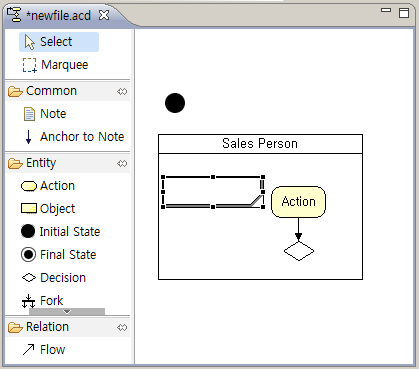 *newfile.acd
Select
Marquee
Common
Note
Anchor to Note
Entity
Action
Object
Initial State
Final State
Decision
Fork
Relation
Flow
Sales Person
Action